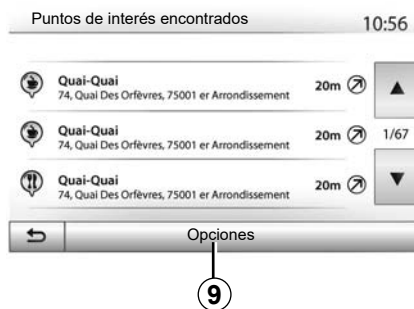 Puntos de interés encontrados
10:56
Quai-Quai
74, Quai Des Orfèvres, 75001 er Arrondissement
20m
Quai-Quai
74, Quai Des Orfèvres, 75001 er Arrondissement
20m
1/67
Quai-Quai
74, Quai Des Orfèvres, 75001 er Arrondissement
20m
Opciones
9